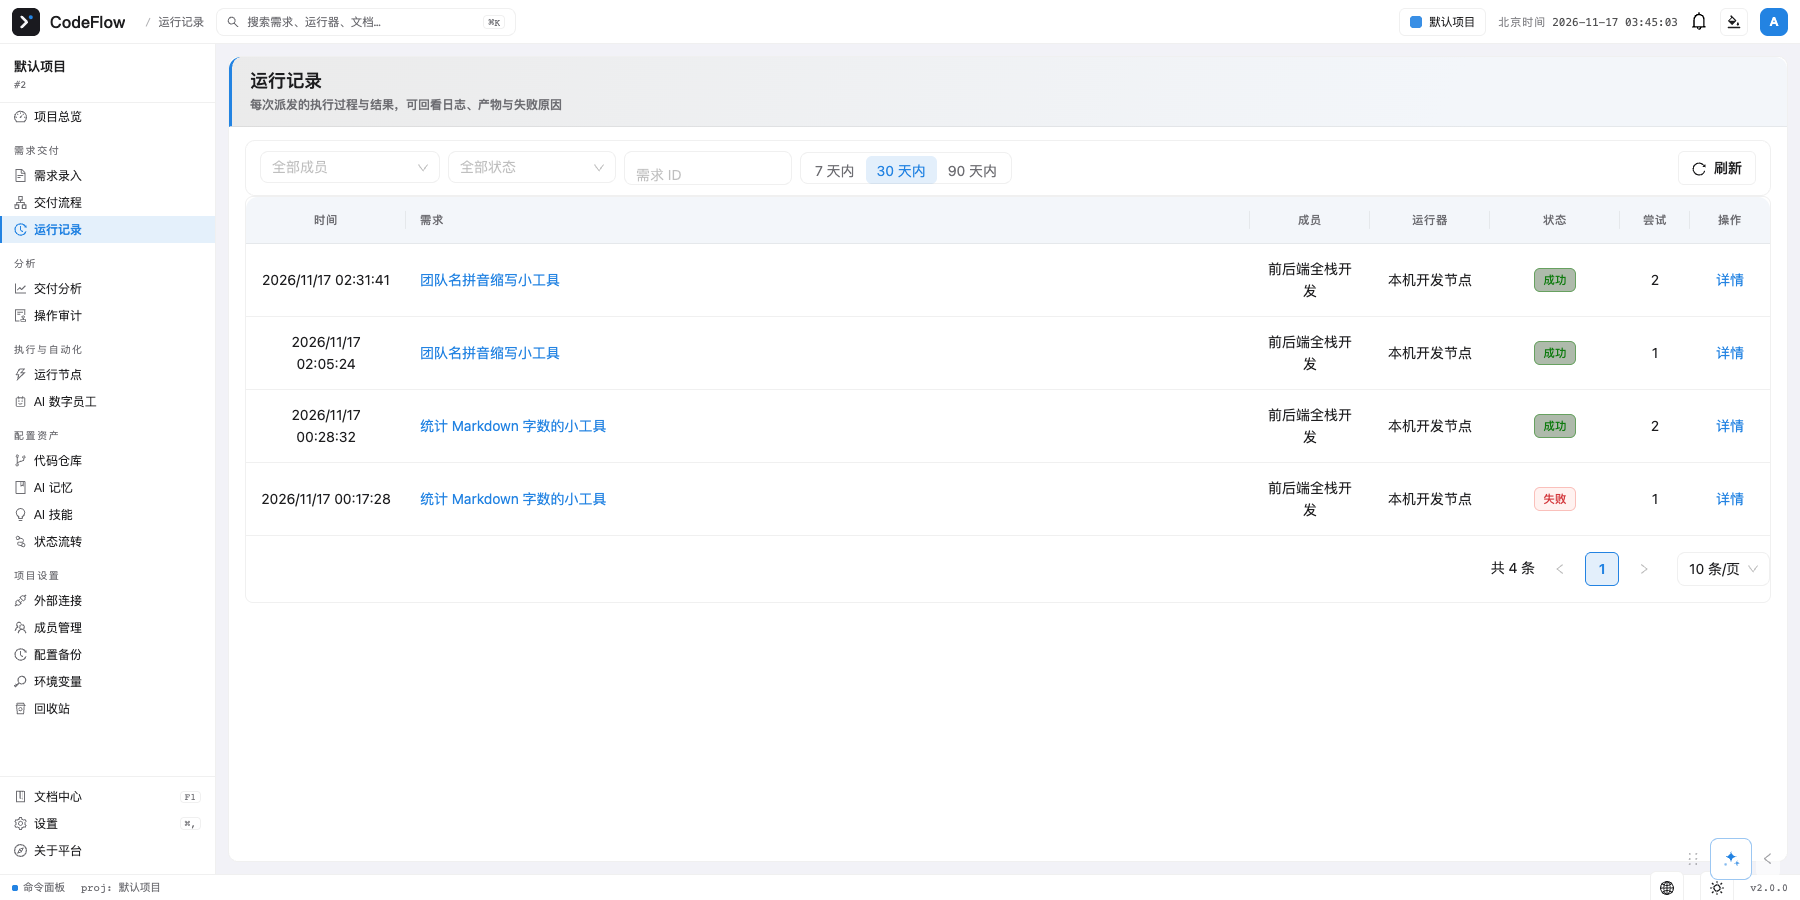 CodeFlow
/ 运行记录
搜索需求、运行器、文档...
⌘K
默认项目
北京时间 2026-11-17 03:45:03
A
默认项目
#2
项目总览
需求交付
需求录入
交付流程
运行记录
分析
交付分析
操作审计
执行与自动化
运行节点
AI 数字员工
配置资产
代码仓库
AI 记忆
AI 技能
状态流转
项目设置
外部连接
成员管理
配置备份
环境变量
回收站
文档中心
F1
设置
⌘,
关于平台
运行记录
每次派发的执行过程与结果，可回看日志、产物与失败原因
全部成员
全部状态
需求 ID
7 天内
30 天内
90 天内
刷新
时间 需求 成员 运行器 状态 尝试 操作
2026/11/17 02:31:41 团队名拼音缩写小工具 前后端全栈开
发
本机开发节点 成功 2 详情
2026/11/17
02:05:24
团队名拼音缩写小工具 前后端全栈开
发
本机开发节点 成功 1 详情
2026/11/17
00:28:32
统计 Markdown 字数的小工具 前后端全栈开
发
本机开发节点 成功 2 详情
2026/11/17 00:17:28 统计 Markdown 字数的小工具 前后端全栈开
发
本机开发节点 失败 1 详情
共 4 条
1
10 条/页
命令面板
proj: 默认项目
v2.0.0